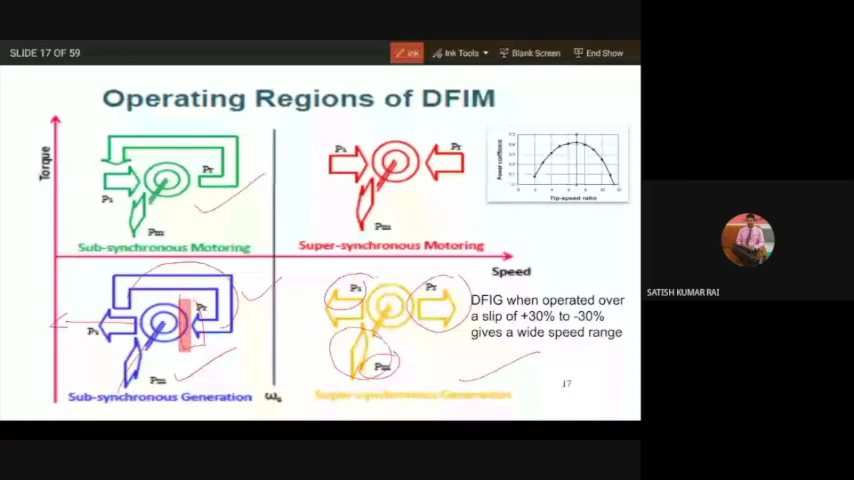 SLIDE 17 OF 59
Ink
Ink Tools
Blank Screen
End Show
Operating Regions of DFIM
Torque
Pr
Ps
Pm
Sub-synchronous Motoring
Ps
Pr
Pm
Super-synchronous Motoring
Power coefficient
Tip-speed ratio
Speed
Pr
Ps
Pm
Sub-synchronous Generation
ωs
Ps
Pr
Pm
Super-synchronous Generation
DFIG when operated over
a slip of +30% to -30%
gives a wide speed range
17
SATISH KUMAR RAI